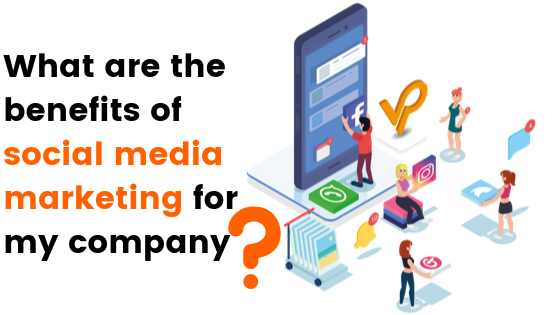 What are the
benefits of
social media
marketing for
my company?